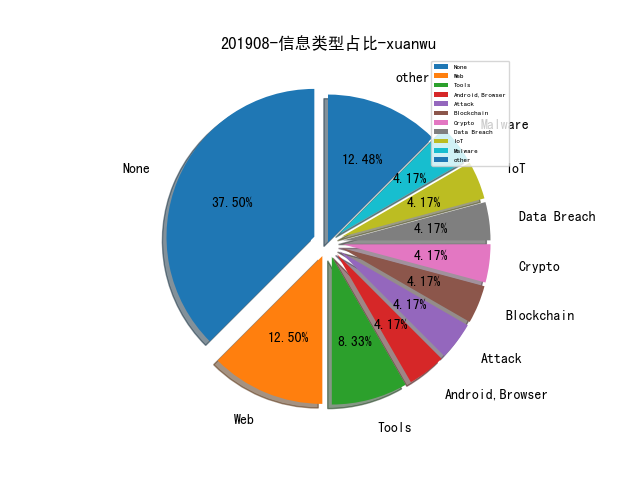 201908-信息类型占比-xuanwu
None
Web
Tools
Android,Browser
Attack
Blockchain
Crypto
Data Breach
IoT
Malware
other
other
Malware
IoT
Data Breach
Crypto
Blockchain
Attack
Android,Browser
Tools
Web
None
12.48%
4.17%
4.17%
4.17%
4.17%
4.17%
4.17%
4.17%
8.33%
12.50%
37.50%